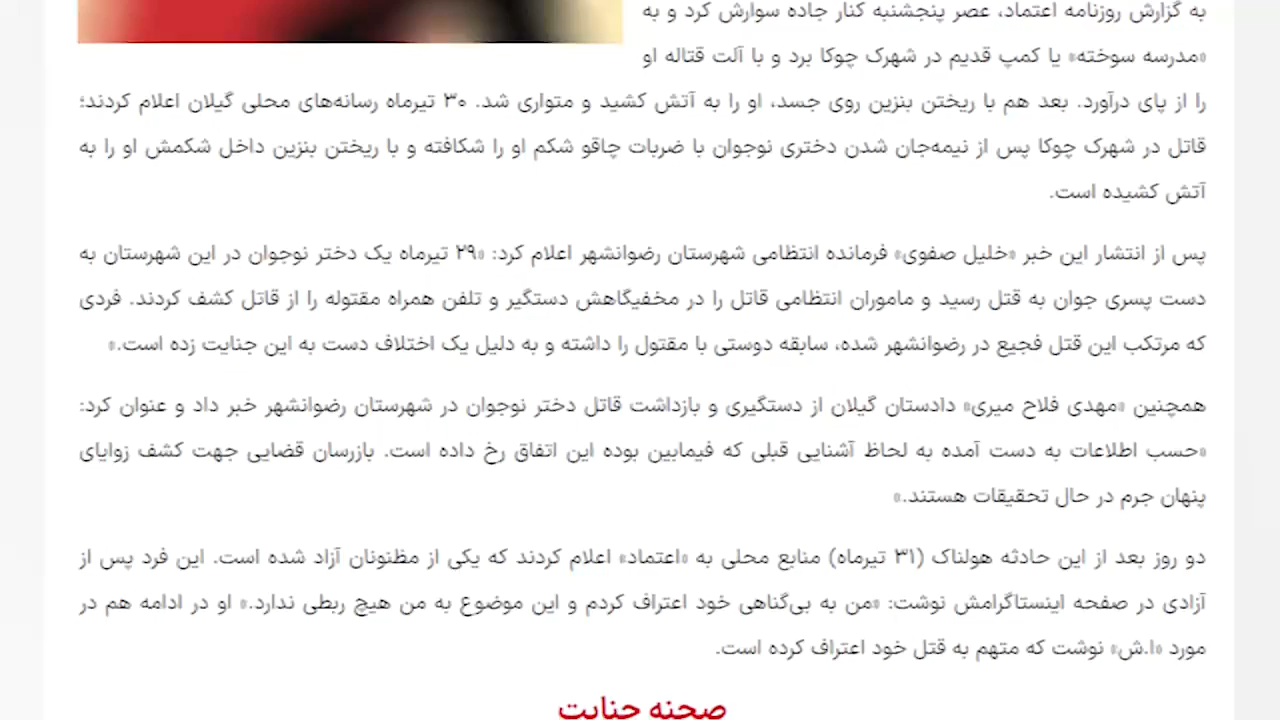 به گزارش روزنامه اعتماد، عصر پنجشنبه کنار جاده سوارش کرد و به
«مدرسه سوخته» یا کمپ قدیم در شهرک چوکا برد و با آلت قتاله او
را از پای درآورد. بعد هم با ریختن بنزین روی جسد، او را به آتش کشید و متواری شد. ۳۰ تیرماه رسانه‌های محلی گیلان اعلام کردند؛
قاتل در شهرک چوکا پس از نیمه‌جان شدن دختری نوجوان با ضربات چاقو شکم او را شکافته و با ریختن بنزین داخل شکمش او را به
آتش کشیده است.
پس از انتشار این خبر «خلیل صفوی» فرمانده انتظامی شهرستان رضوانشهر اعلام کرد: «۲۹ تیرماه یک دختر نوجوان در این شهرستان به
دست پسری جوان به قتل رسید و ماموران انتظامی قاتل را در مخفیگاهش دستگیر و تلفن همراه مقتوله را از قاتل کشف کردند. فردی
که مرتکب این قتل فجیع در رضوانشهر شده، سابقه دوستی با مقتول را داشته و به دلیل یک اختلاف دست به این جنایت زده است.»
همچنین «مهدی فلاح میری» دادستان گیلان از دستگیری و بازداشت قاتل دختر نوجوان در شهرستان رضوانشهر خبر داد و عنوان کرد:
«حسب اطلاعات به دست آمده به لحاظ آشنایی قبلی که فیمابین بوده این اتفاق رخ داده است. بازرسان قضایی جهت کشف زوایای
پنهان جرم در حال تحقیقات هستند.»
دو روز بعد از این حادثه هولناک (۳۱ تیرماه) منابع محلی به «اعتماد» اعلام کردند که یکی از مظنونان آزاد شده است. این فرد پس از
آزادی در صفحه اینستاگرامش نوشت: «من به بی‌گناهی خود اعتراف کردم و این موضوع به من هیچ ربطی ندارد.» او در ادامه هم در
مورد «ا.ش» نوشت که متهم به قتل خود اعتراف کرده است.
صحنه جنایت